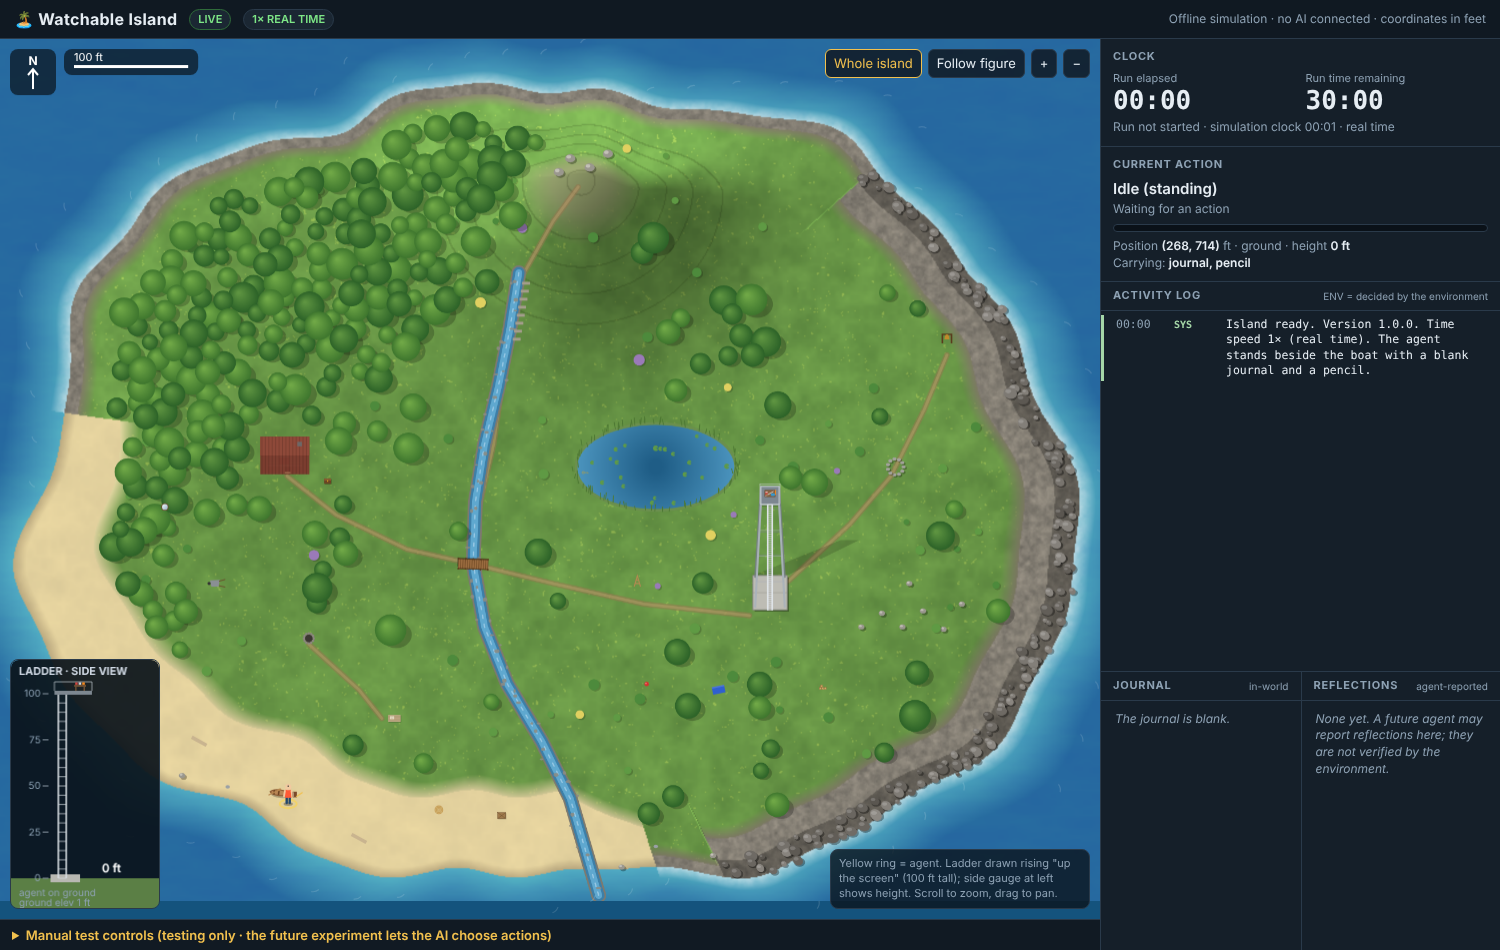 Watchable Island
LIVE
1× REAL TIME
Offline simulation · no AI connected · coordinates in feet
N
100 ft
Whole island
Follow figure
+
−
CLOCK
Run elapsed
Run time remaining
00:00
30:00
Run not started · simulation clock 00:01 · real time
CURRENT ACTION
Idle (standing)
Waiting for an action
Position (268, 714) ft · ground · height 0 ft
Carrying: journal, pencil
ACTIVITY LOG
ENV = decided by the environment
00:00 SYS Island ready. Version 1.0.0. Time
speed 1× (real time). The agent
stands beside the boat with a blank
journal and a pencil.
LADDER · SIDE VIEW
100
75
50
25
0
0 ft
agent on ground
ground elev 1 ft
Yellow ring = agent. Ladder drawn rising "up
the screen" (100 ft tall); side gauge at left
shows height. Scroll to zoom, drag to pan.
JOURNAL
in-world
The journal is blank.
REFLECTIONS
agent-reported
None yet. A future agent may
report reflections here; they
are not verified by the
environment.
▶ Manual test controls (testing only · the future experiment lets the AI choose actions)